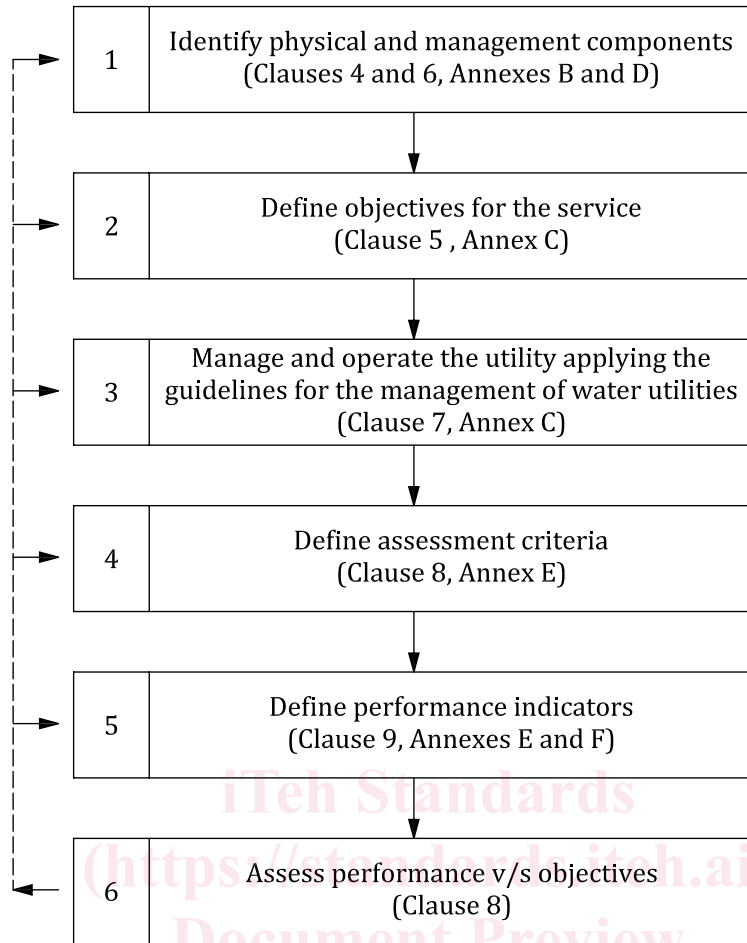 1
Identify physical and management components
(Clauses 4 and 6, Annexes B and D)
2
Define objectives for the service
(Clause 5 , Annex C)
3
Manage and operate the utility applying the
guidelines for the management of water utilities
(Clause 7, Annex C)
4
Define assessment criteria
(Clause 8, Annex E)
5
Define performance indicators
(Clause 9, Annexes E and F)
iTeh Standards
(https://standards.iteh.ai
6
Assess performance v/s objectives
(Clause 8)
Document Preview